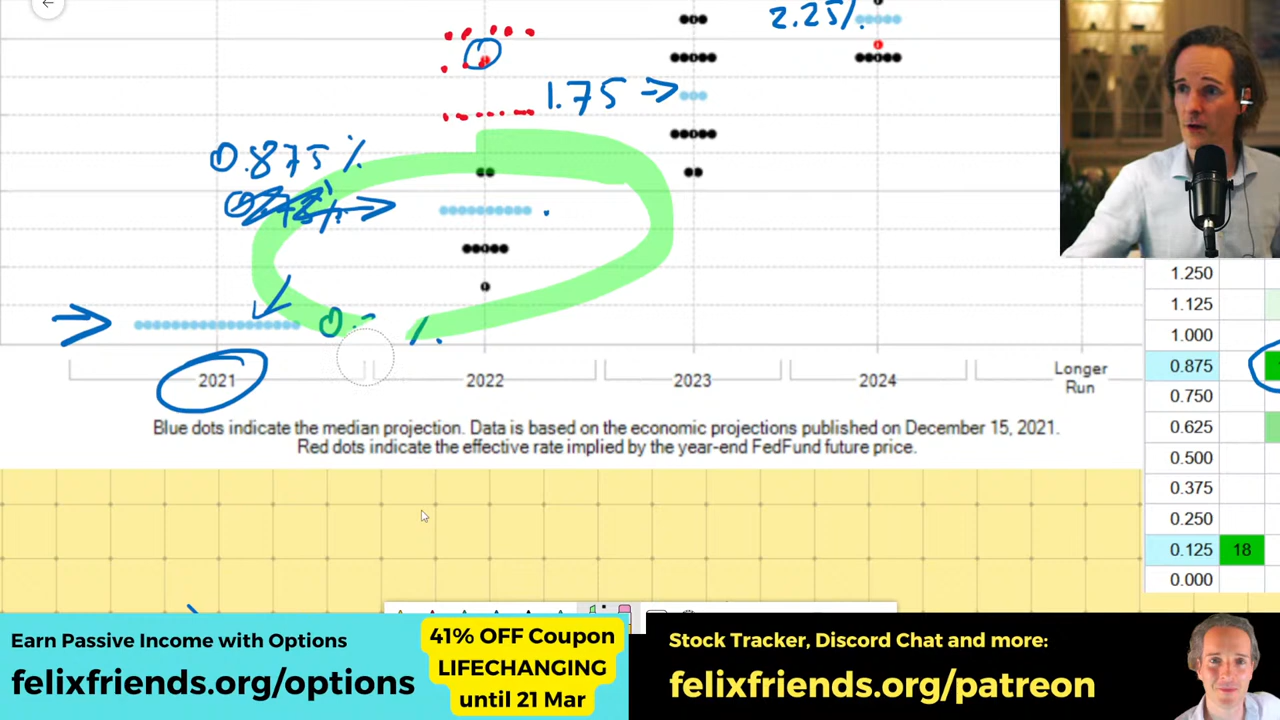 2.25%
1.75
0.875%
0.
%
2021
2022
2023
2024
Longer
Run
Blue dots indicate the median projection. Data is based on the economic projections published on December 15, 2021.
Red dots indicate the effective rate implied by the year-end FedFund future price.
1.250
1.125
1.000
0.875
0.750
0.625
0.500
0.375
0.250
0.125 18
0.000
Earn Passive Income with Options
felixfriends.org/options
41% OFF Coupon
LIFECHANGING
until 21 Mar
Stock Tracker, Discord Chat and more:
felixfriends.org/patreon